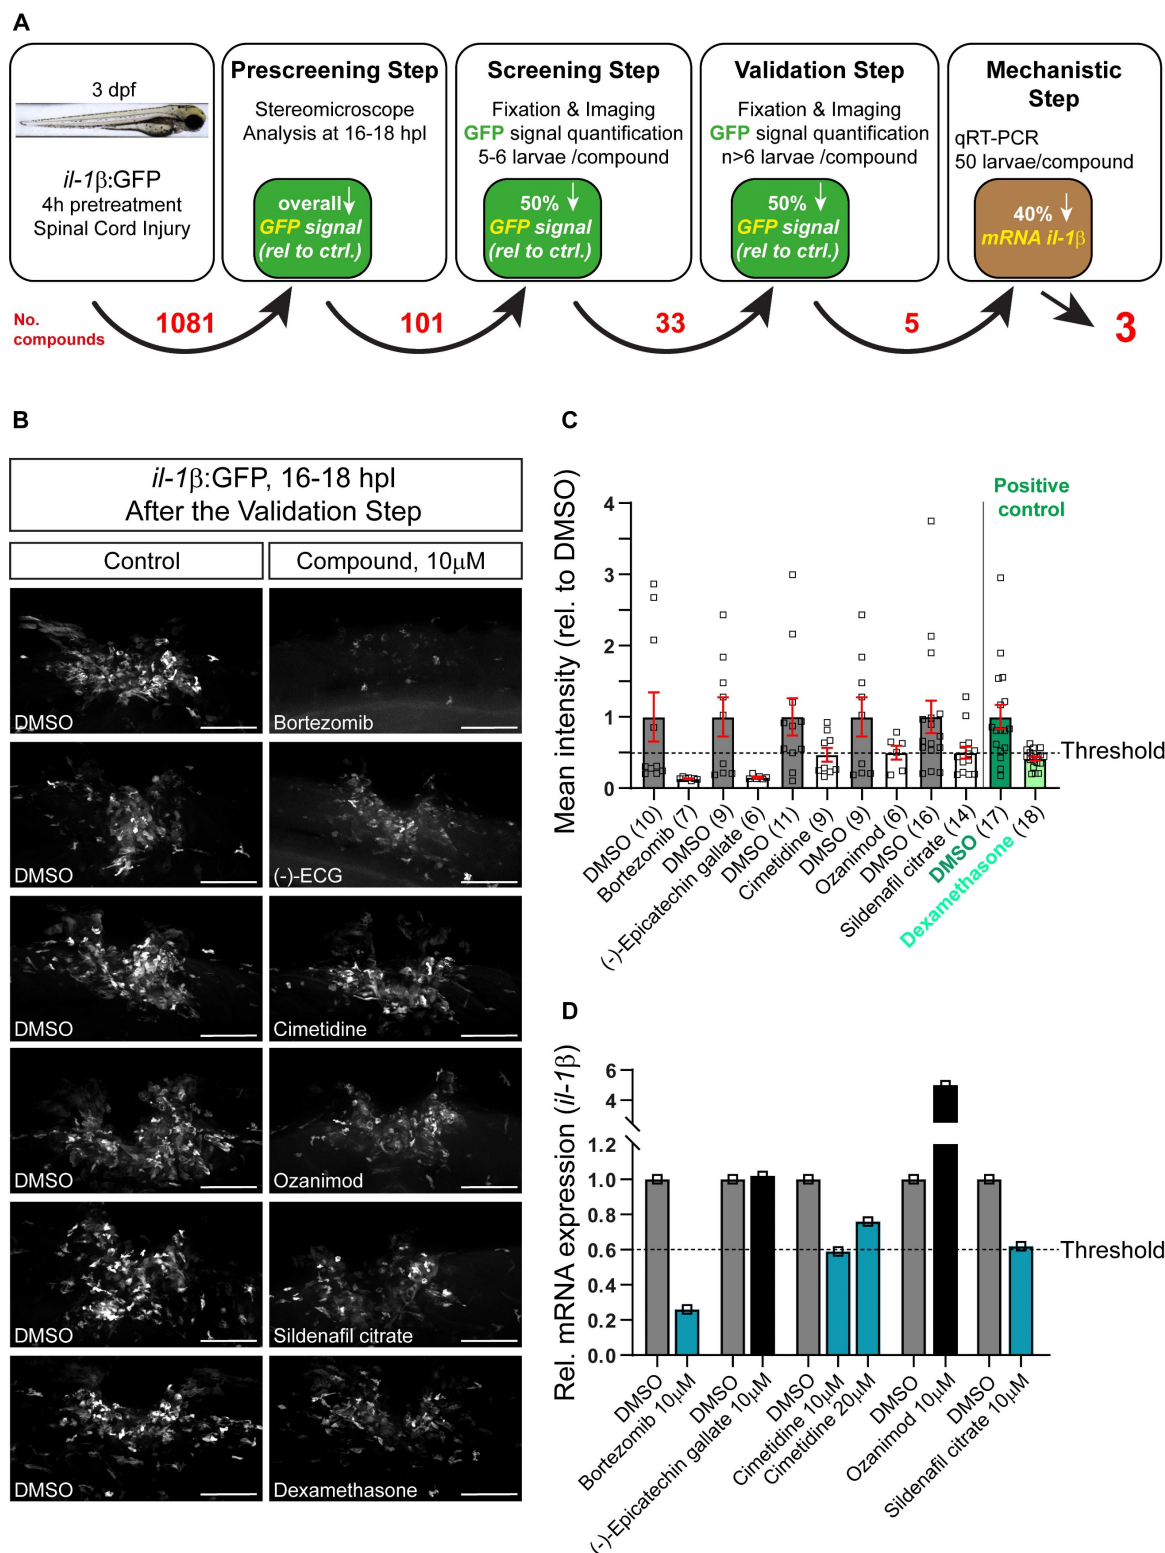 A
3 dpf
il-1β:GFP
4h pretreatment
Spinal Cord Injury
Prescreening Step
Stereomicroscope
Analysis at 16-18 hpl
overall↓
GFP signal
(rel to ctrl.)
Screening Step
Fixation & Imaging
GFP signal quantification
5-6 larvae /compound
50% ↓
GFP signal
(rel to ctrl.)
Validation Step
Fixation & Imaging
GFP signal quantification
n>6 larvae /compound
50% ↓
GFP signal
(rel to ctrl.)
Mechanistic
Step
qRT-PCR
50 larvae/compound
40% ↓
mRNA il-1β
No.
compounds
1081
101
33
5
3
B
il-1β:GFP, 16-18 hpl
After the Validation Step
Control
Compound, 10μM
DMSO
Bortezomib
DMSO
(-)-ECG
DMSO
Cimetidine
DMSO
Ozanimod
DMSO
Sildenafil citrate
DMSO
Dexamethasone
C
Mean intensity (rel. to DMSO)
4
3
2
1
0
Positive
control
Threshold
DMSO (10)
Bortezomib (7)
DMSO (9)
(-)-Epicatechin gallate (6)
DMSO (11)
Cimetidine (9)
DMSO (9)
Ozanimod (6)
DMSO (16)
Sildenafil citrate (14)
DMSO (17)
Dexamethasone (18)
D
Rel. mRNA expression (il-1β)
6
4
1.2
1.0
0.8
0.6
0.4
0.2
0.0
Threshold
DMSO
Bortezomib 10μM
DMSO
(-)-Epicatechin gallate 10μM
DMSO
Cimetidine 10μM
Cimetidine 20μM
DMSO
Ozanimod 10μM
DMSO
Sildenafil citrate 10μM